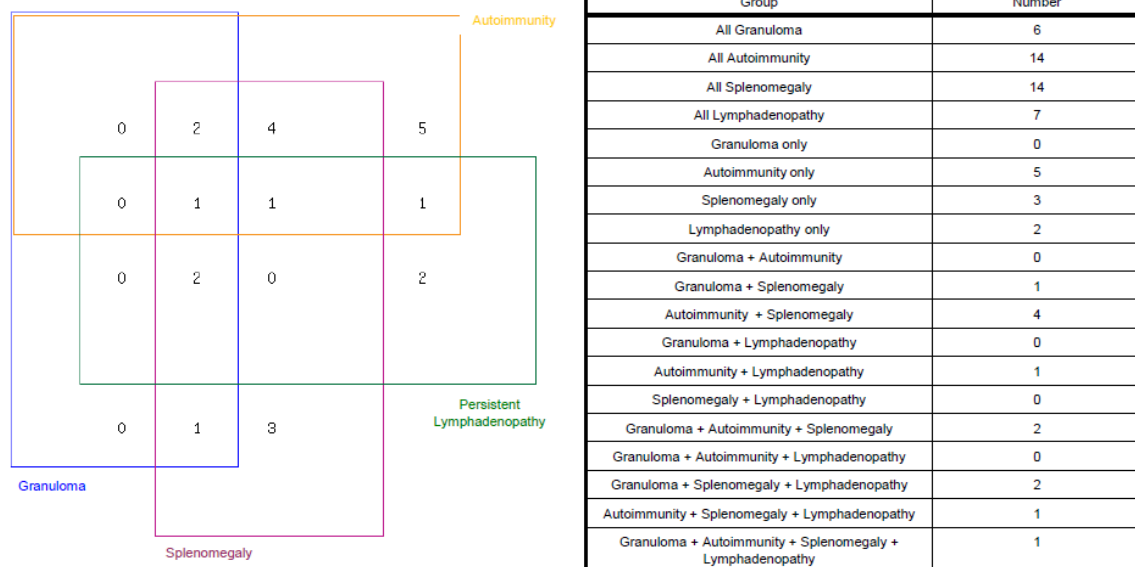 Autoimmunity
0 2 4 5
0 1 1 1
0 2 0 2
Persistent
Lymphadenopathy
0 1 3
Granuloma
Splenomegaly
Group Number
All Granuloma 6
All Autoimmunity 14
All Splenomegaly 14
All Lymphadenopathy 7
Granuloma only 0
Autoimmunity only 5
Splenomegaly only 3
Lymphadenopathy only 2
Granuloma + Autoimmunity 0
Granuloma + Splenomegaly 1
Autoimmunity + Splenomegaly 4
Granuloma + Lymphadenopathy 0
Autoimmunity + Lymphadenopathy 1
Splenomegaly + Lymphadenopathy 0
Granuloma + Autoimmunity + Splenomegaly 2
Granuloma + Autoimmunity + Lymphadenopathy 0
Granuloma + Splenomegaly + Lymphadenopathy 2
Autoimmunity + Splenomegaly + Lymphadenopathy 1
Granuloma + Autoimmunity + Splenomegaly + 1
Lymphadenopathy